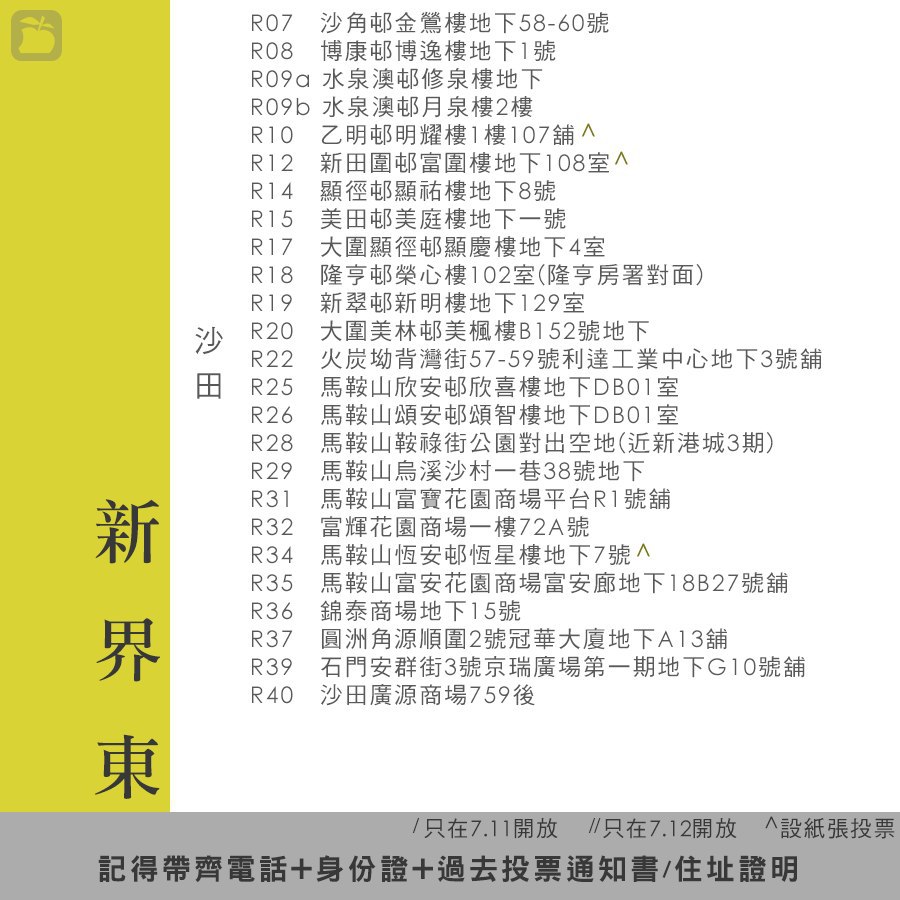 R07 沙角邨金鶯樓地下58-60號
R08 博康邨博逸樓地下1號
R09a 水泉澳邨修泉樓地下
R09b 水泉澳邨月泉樓2樓
R10 乙明邨明耀樓1樓107舖^
R12 新田圍邨富圍樓地下108室^
R14 顯徑邨顯祐樓地下8號
R15 美田邨美庭樓地下一號
R17 大圍顯徑邨顯慶樓地下4室
R18 隆亨邨榮心樓102室(隆亨房署對面)
R19 新翠邨新明樓地下129室
沙田
R20 大圍美林邨美楓樓B152號地下
R22 火炭坳背灣街57-59號利達工業中心地下3號舖
R25 馬鞍山欣安邨欣喜樓地下DB01室
R26 馬鞍山頌安邨頌智樓地下DB01室
R28 馬鞍山鞍祿街公園對出空地(近新港城3期)
R29 馬鞍山烏溪沙村一巷38號地下
R31 馬鞍山富寶花園商場平台R1號舖
R32 富輝花園商場一樓72A號
R34 馬鞍山恆安邨恆星樓地下7號^
R35 馬鞍山富安花園商場富安廊地下18B27號舖
R36 錦泰商場地下15號
R37 圓洲角源順圍2號冠華大廈地下A13舖
R39 石門安群街3號京瑞廣場第一期地下G10號舖
R40 沙田廣源商場759後
新界東
/只在7.11開放 //只在7.12開放 ^設紙張投票
記得帶齊電話+身份證+過去投票通知書/住址證明